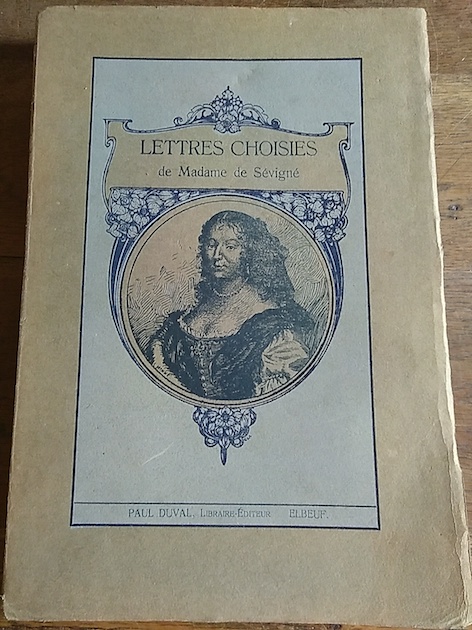 LETTRES CHOISIES
de Madame de Sévigné
PAUL DUVAL, LIBRAIRE-ÉDITEUR ELBEUF.